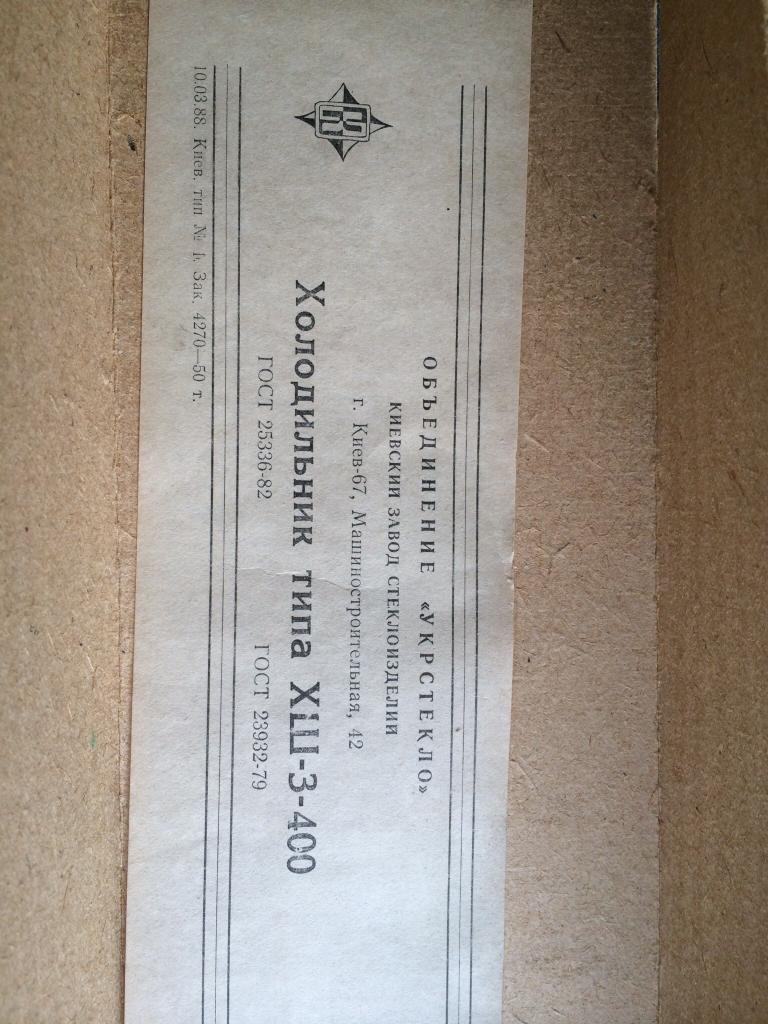 ОБЪЕДИНЕНИЕ «УКРСТЕКЛО»
КИЕВСКИЙ ЗАВОД СТЕКЛОИЗДЕЛИЙ
г. Киев-67, Машиностроительная, 42
Холодильник типа ХШ-3-400
ГОСТ 25336-82 ГОСТ 23932-79
10.03.88. Киев. тип № 1. Зак. 4270—50 т.